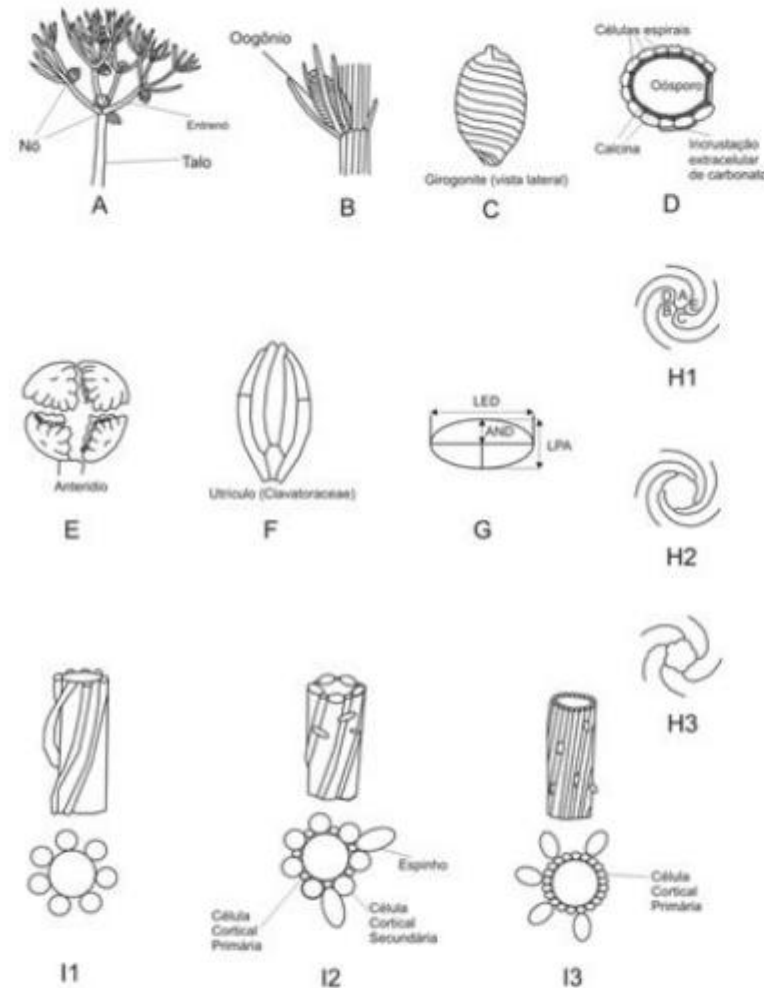 Nó
Entrenó
Talo
A
Oogônio
B
Girogonite (vista lateral)
C
Células espirais
Oósporo
Calcina
Incrustação
extracelular
de carbonato
D
Anterídio
E
Utrículo (Clavatoraceae)
F
LED
AND
LPA
G
D A E
B C
H1
H2
H3
I1
Espinho
Célula
Cortical
Primária
Célula
Cortical
Secundária
I2
Célula
Cortical
Primária
I3